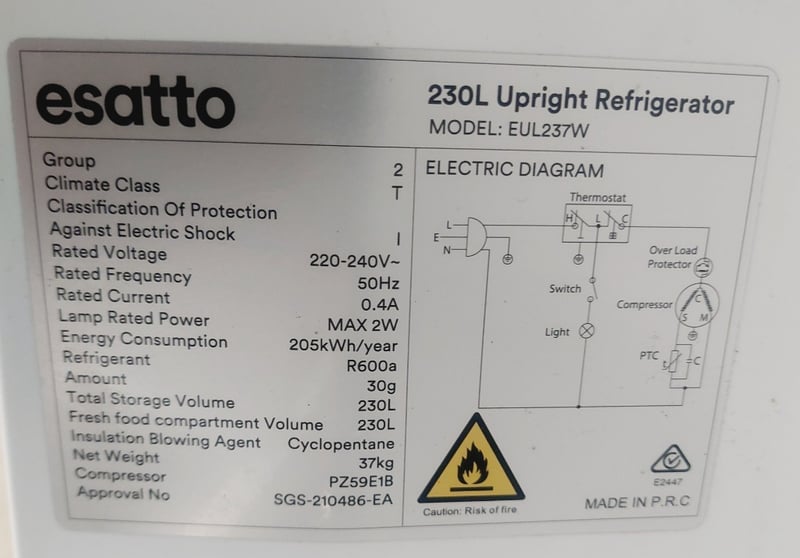 esatto
230L Upright Refrigerator
MODEL: EUL237W
Group 2
Climate Class T
Classification Of Protection
Against Electric Shock I
Rated Voltage 220-240V~
Rated Frequency 50Hz
Rated Current 0.4A
Lamp Rated Power MAX 2W
Energy Consumption 205kWh/year
Refrigerant R600a
Amount 30g
Total Storage Volume 230L
Fresh food compartment Volume 230L
Insulation Blowing Agent Cyclopentane
Net Weight 37kg
Compressor PZ59E1B
Approval No SGS-210486-EA
ELECTRIC DIAGRAM
Thermostat
H L C
L
E
N
Over Load
Protector
Switch
Compressor
C
S M
Light
PTC
C
Caution: Risk of fire
E2447
MADE IN P.R.C